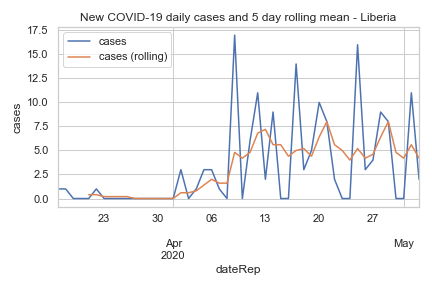 New COVID-19 daily cases and 5 day rolling mean - Liberia
cases
cases (rolling)
17.5
15.0
12.5
10.0
7.5
5.0
2.5
0.0
cases
23 30 06 13 20 27
Apr May
2020
dateRep